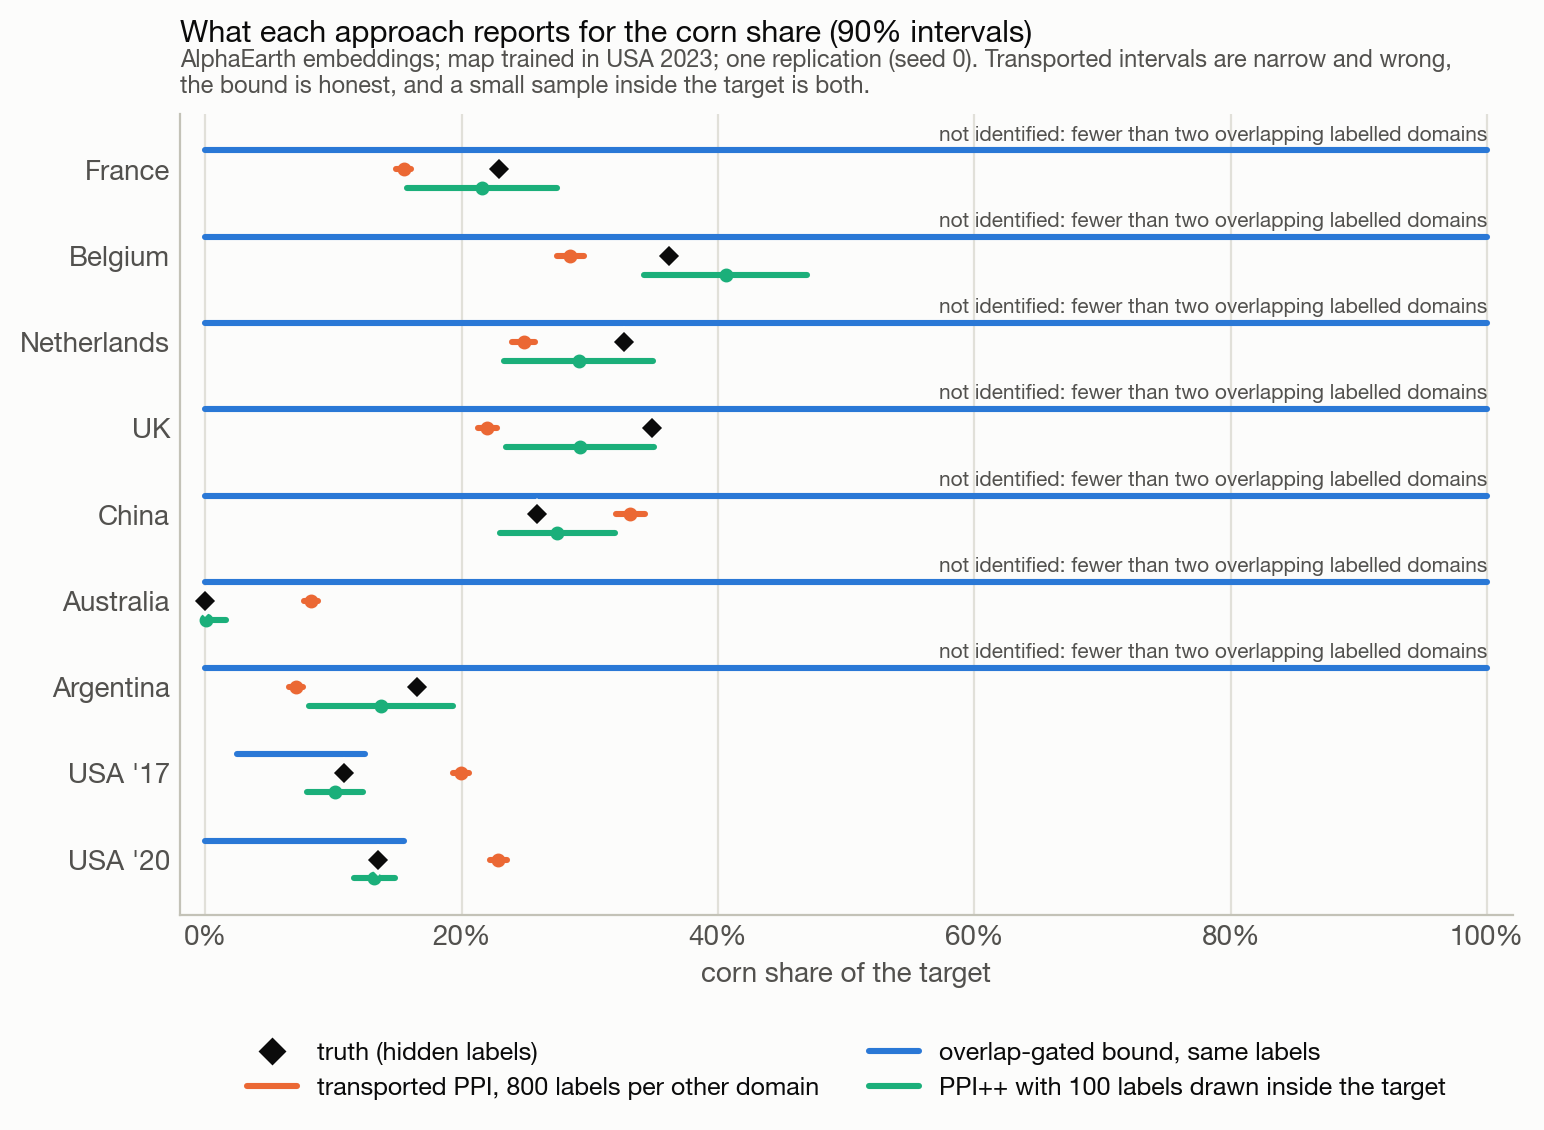 What each approach reports for the corn share (90% intervals)
AlphaEarth embeddings; map trained in USA 2023; one replication (seed 0). Transported intervals are narrow and wrong,
the bound is honest, and a small sample inside the target is both.
not identified: fewer than two overlapping labelled domains
France
not identified: fewer than two overlapping labelled domains
Belgium
not identified: fewer than two overlapping labelled domains
Netherlands
not identified: fewer than two overlapping labelled domains
UK
not identified: fewer than two overlapping labelled domains
China
not identified: fewer than two overlapping labelled domains
Australia
not identified: fewer than two overlapping labelled domains
Argentina
USA '17
USA '20
0% 20% 40% 60% 80% 100%
corn share of the target
truth (hidden labels)
transported PPI, 800 labels per other domain
overlap-gated bound, same labels
PPI++ with 100 labels drawn inside the target